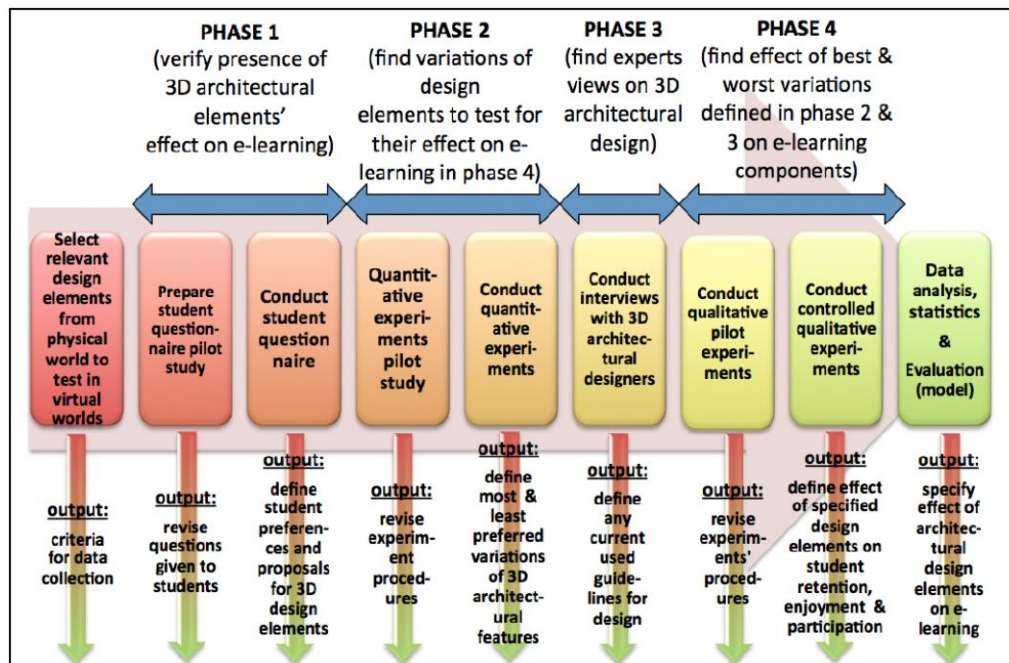 PHASE 1
(verify presence of
3D architectural
elements'
effect on e-learning)
PHASE 2
(find variations of
design
elements to test for
their effect on e-
learning in phase 4)
PHASE 3
(find experts
views on 3D
architectural
design)
PHASE 4
(find effect of best &
worst variations
defined in phase 2 &
3 on e-learning
components)
Select
relevant
design
elements
from
physical
world to
test in
virtual
worlds
Prepare
student
question-
naire pilot
study
Conduct
student
question
naire
Quantit-
ative
experi-
ments
pilot
study
Conduct
quantit-
ative
experi-
ments
Conduct
interviews
with 3D
architec-
tural
designers
Conduct
qualitative
pilot
experi-
ments
Conduct
controlled
qualitative
experi-
ments
Data
analysis,
statistics
&
Evaluation
(model)
output:
criteria
for data
collection
output:
revise
questions
given to
students
output:
define
student
preferen-
ces and
proposals
for 3D
design
elements
output:
revise
experim-
ent
proced-
ures
output:
define
most &
least
preferred
variations
of 3D
architect-
ural
features
output:
define
any
current
used
guide-
lines for
design
output:
revise
experim-
ents'
proced-
ures
output:
define effect
of specified
design
elements on
student
retention,
enjoyment &
participation
output:
specify
effect of
architec-
tural
design
elements
on e-
learning